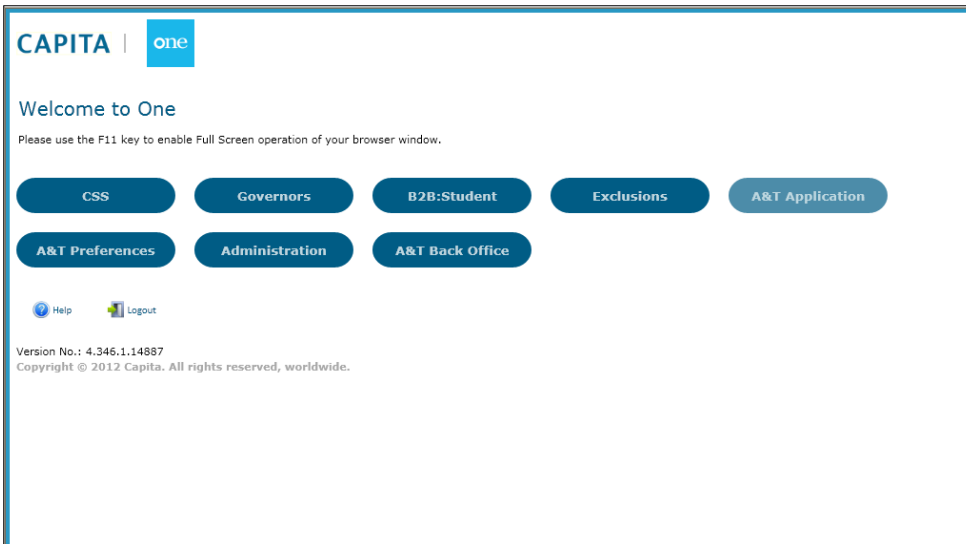 CAPITA | one
Welcome to One
Please use the F11 key to enable Full Screen operation of your browser window.
CSS Governors B2B:Student Exclusions A&T Application
A&T Preferences Administration A&T Back Office
Help Logout
Version No.: 4.346.1.14887
Copyright © 2012 Capita. All rights reserved, worldwide.